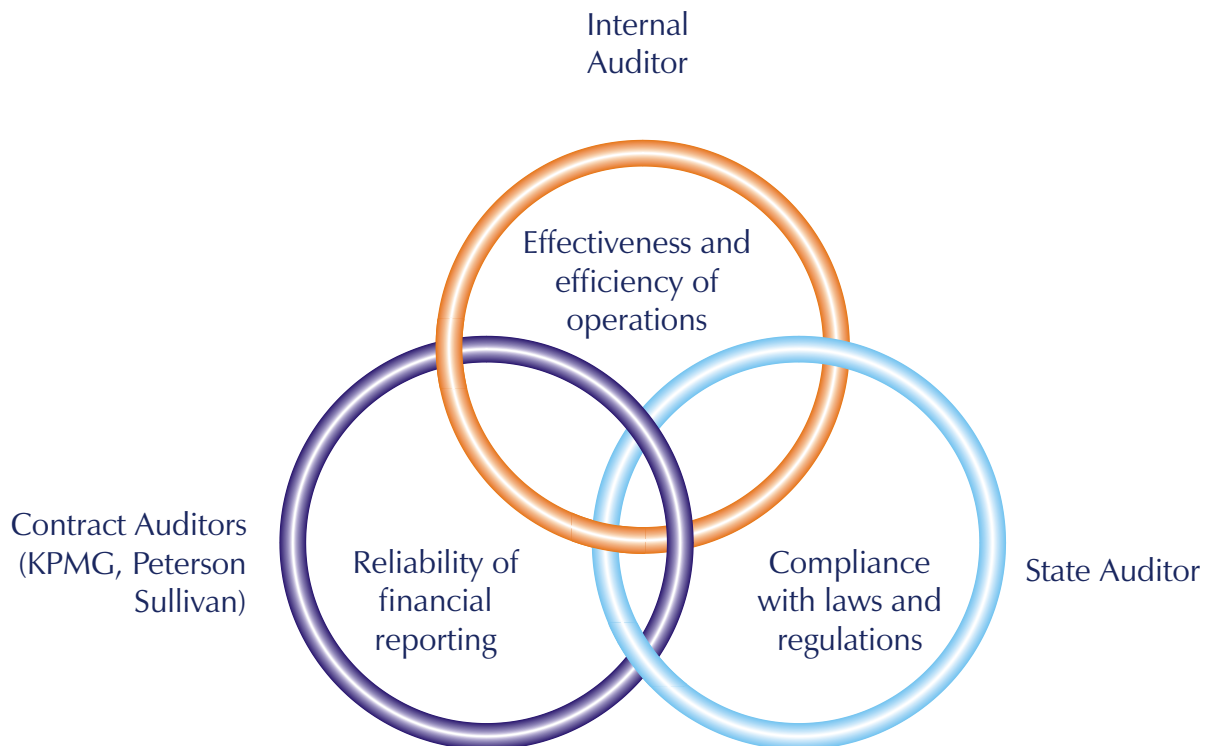 Internal
Auditor
Effectiveness and
efficiency of
operations
Contract Auditors
(KPMG, Peterson
Sullivan)
Reliability of
financial
reporting
Compliance
with laws and
regulations
State Auditor